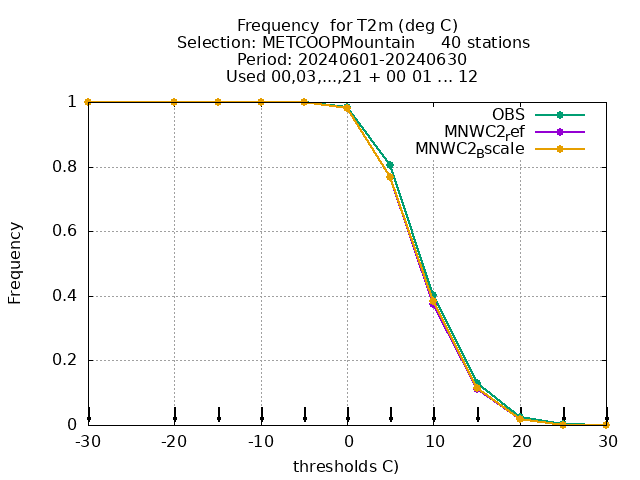 Frequency  for T2m (deg C)
Selection: METCOOPMountain     40 stations
Period: 20240601-20240630
Used 00,03,...,21 + 00 01 ... 12
OBS
MNWC2ref
MNWC2Bscale
1
0.8
0.6
0.4
0.2
0
Frequency
-30 -20 -10 0 10 20 30
thresholds C)